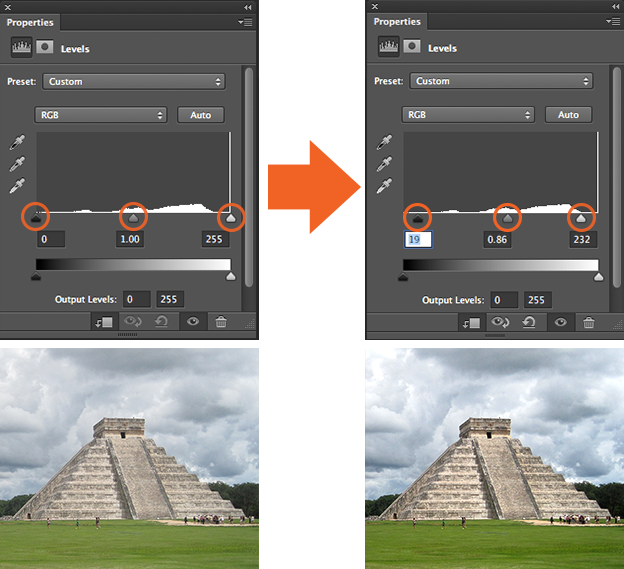 Properties
Levels
Preset: Custom
RGB Auto
0 1.00 255
Output Levels: 0 255
Properties
Levels
Preset: Custom
RGB Auto
19 0.86 232
Output Levels: 0 255